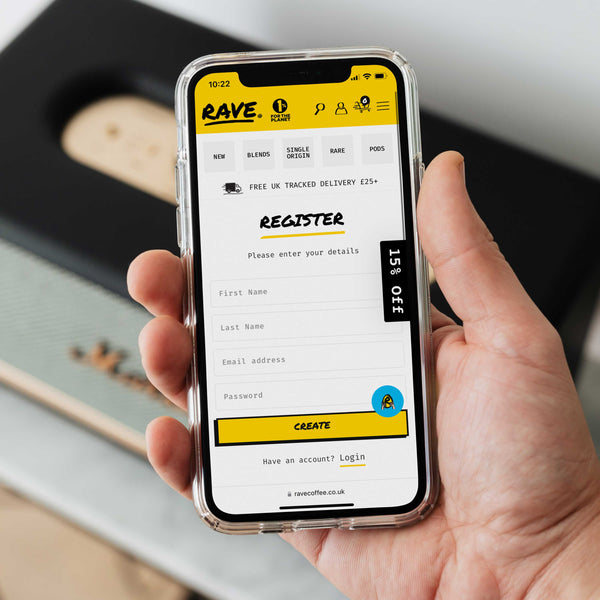 10:22
RAVE.
1%
FOR THE
PLANET
6
NEW
BLENDS
SINGLE
ORIGIN
RARE
PODS
FREE UK TRACKED DELIVERY £25+
REGISTER
Please enter your details
15% Off
First Name
Last Name
Email address
Password
CREATE
Have an account? Login
ravecoffee.co.uk